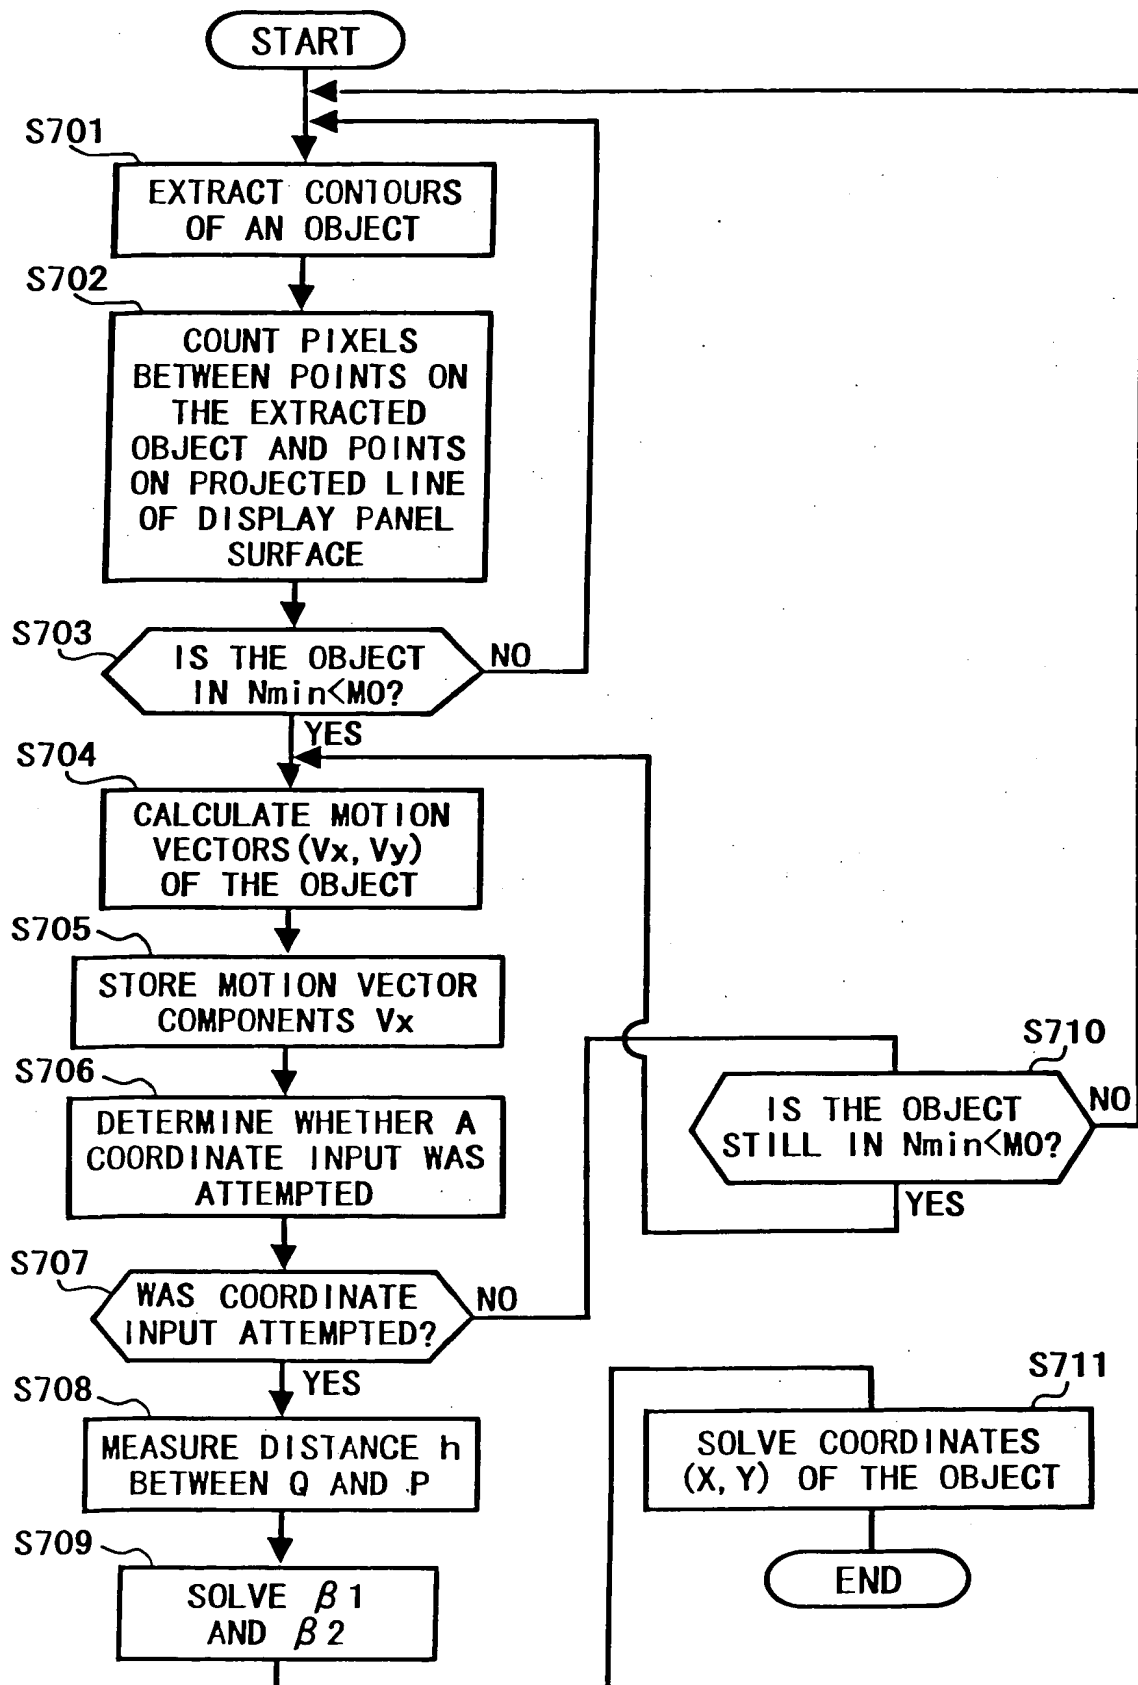 START
S701
EXTRACT CONTOURS
OF AN OBJECT
S702
COUNT PIXELS
BETWEEN POINTS ON
THE EXTRACTED
OBJECT AND POINTS
ON PROJECTED LINE
OF DISPLAY PANEL
SURFACE
S703
IS THE OBJECT
IN Nmin<M0?
NO
YES
S704
CALCULATE MOTION
VECTORS (Vx, Vy)
OF THE OBJECT
S705
STORE MOTION VECTOR
COMPONENTS Vx
S706
DETERMINE WHETHER A
COORDINATE INPUT WAS
ATTEMPTED
S707
WAS COORDINATE
INPUT ATTEMPTED?
NO
YES
S708
MEASURE DISTANCE h
BETWEEN Q AND P
S709
SOLVE β1
AND β2
S710
IS THE OBJECT
STILL IN Nmin<M0?
NO
YES
S711
SOLVE COORDINATES
(X, Y) OF THE OBJECT
END